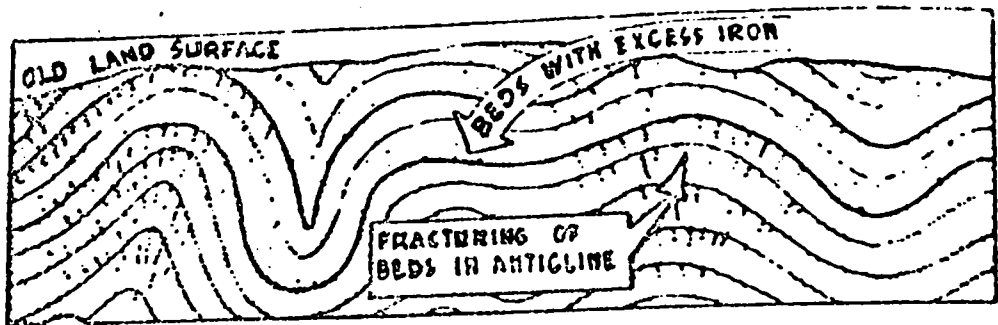 OLD LAND SURFACE
BEDS WITH EXCESS IRON
FRACTURING OF
BEDS IN ANTICLINE